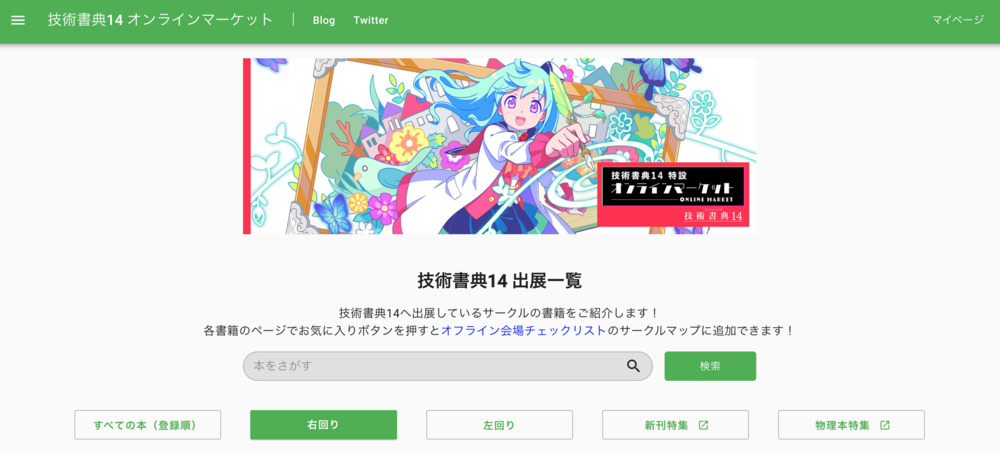 技術書典14 オンラインマーケット
Blog
Twitter
マイページ
技術書典14 特設
オンラインマーケット
ONLINE MARKET
技術書典14
技術書典14 出展一覧
技術書典14へ出展しているサークルの書籍をご紹介します！
各書籍のページでお気に入りボタンを押すとオフライン会場チェックリストのサークルマップに追加できます！
本をさがす
検索
すべての本（登録順）
右回り
左回り
新刊特集
物理本特集